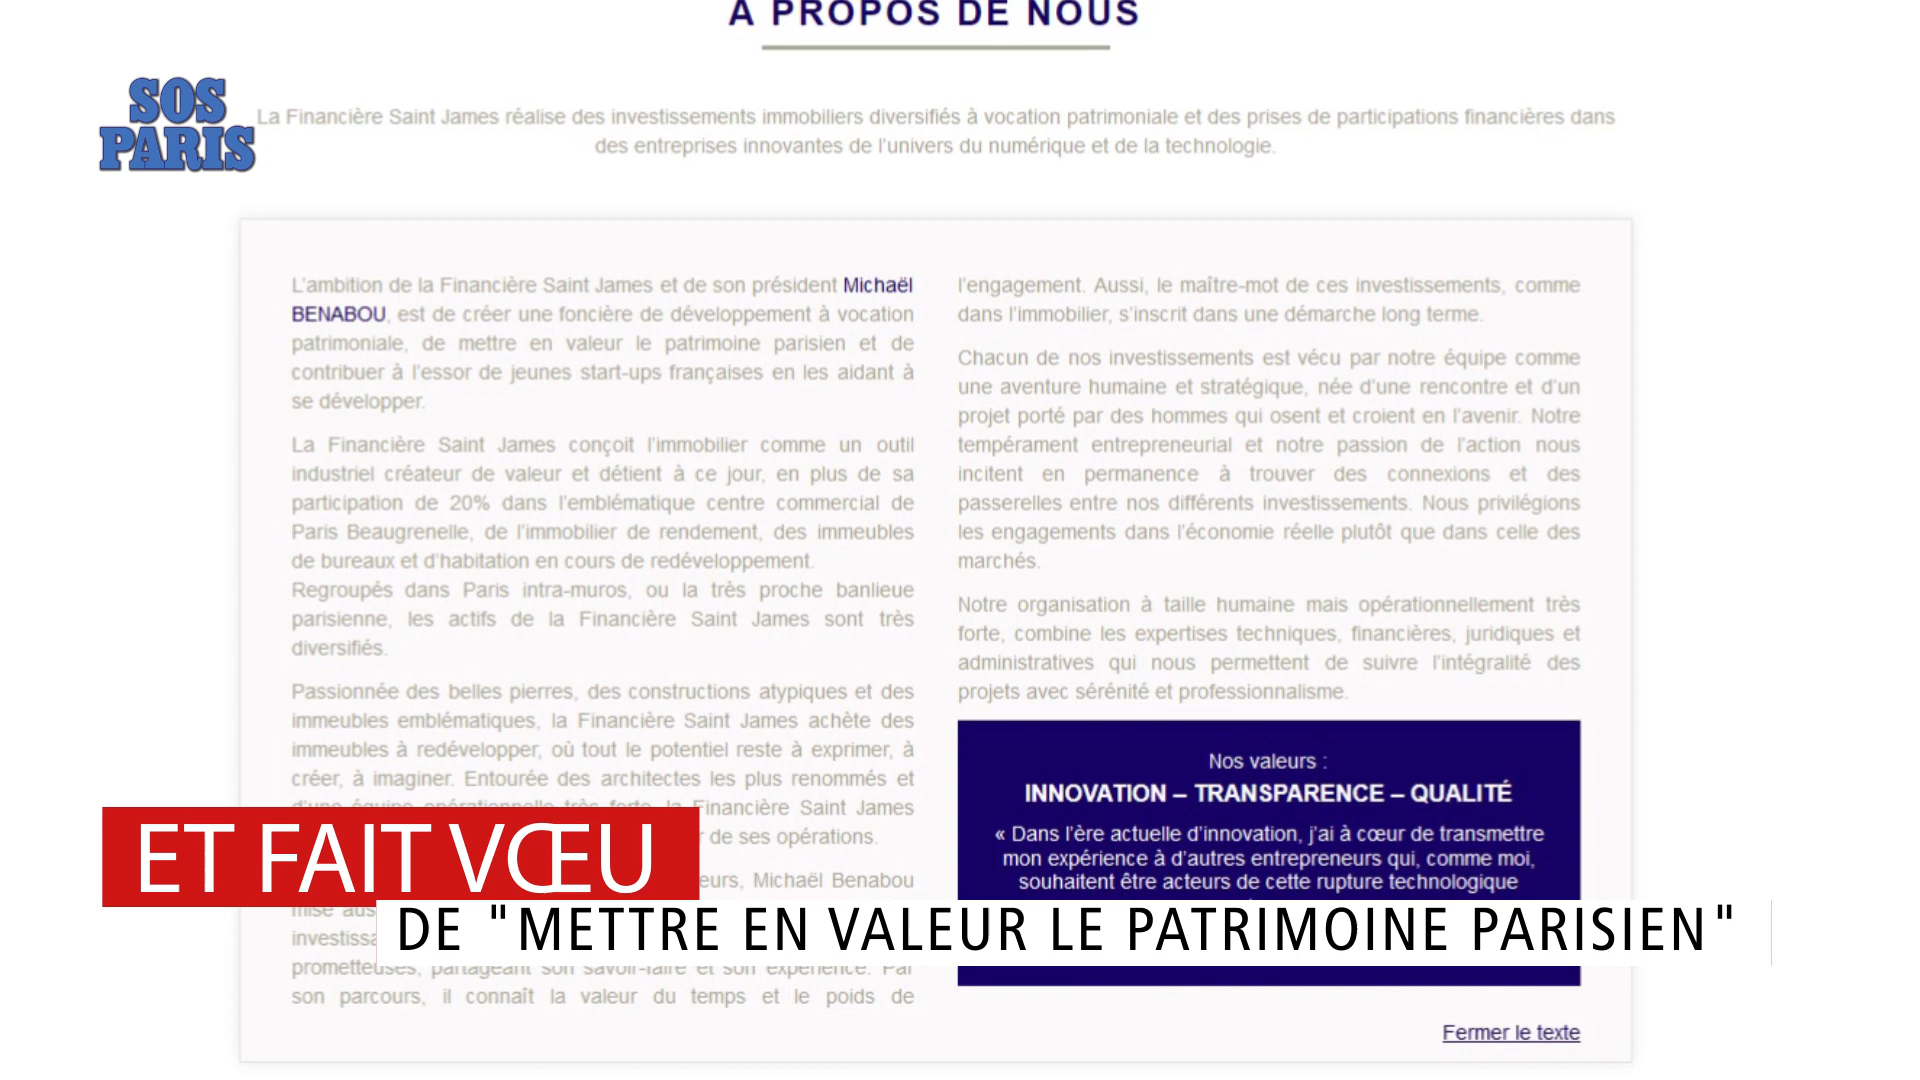 À PROPOS DE NOUS
SOS
PARIS
La Financière Saint James réalise des investissements immobiliers diversifiés à vocation patrimoniale et des prises de participations financières dans
des entreprises innovantes de l'univers du numérique et de la technologie.
L'ambition de la Financière Saint James et de son président Michaël
BENABOU, est de créer une foncière de développement à vocation
patrimoniale, de mettre en valeur le patrimoine parisien et de
contribuer à l'essor de jeunes start-ups françaises en les aidant à
se développer.
La Financière Saint James conçoit l'immobilier comme un outil
industriel créateur de valeur et détient à ce jour, en plus de sa
participation de 20% dans l'emblématique centre commercial de
Paris Beaugrenelle, de l'immobilier de rendement, des immeubles
de bureaux et d'habitation en cours de redéveloppement.
Regroupés dans Paris intra-muros, ou la très proche banlieue
parisienne, les actifs de la Financière Saint James sont très
diversifiés.
Passionnée des belles pierres, des constructions atypiques et des
immeubles emblématiques, la Financière Saint James achète des
immeubles à redévelopper, où tout le potentiel reste à exprimer, à
créer, à imaginer. Entourée des architectes les plus renommés et
d'une équipe opérationnelle très forte, la Financière Saint James
de ses opérations.
Michaël Benabou
mise
prometteuses, partageant son savoir-faire et son expérience. Par
son parcours, il connaît la valeur du temps et le poids de
l'engagement. Aussi, le maître-mot de ces investissements, comme
dans l'immobilier, s'inscrit dans une démarche long terme.
Chacun de nos investissements est vécu par notre équipe comme
une aventure humaine et stratégique, née d'une rencontre et d'un
projet porté par des hommes qui osent et croient en l'avenir. Notre
tempérament entrepreneurial et notre passion de l'action nous
incitent en permanence à trouver des connexions et des
passerelles entre nos différents investissements. Nous privilégions
les engagements dans l'économie réelle plutôt que dans celle des
marchés.
Notre organisation à taille humaine mais opérationnellement très
forte, combine les expertises techniques, financières, juridiques et
administratives qui nous permettent de suivre l'intégralité des
projets avec sérénité et professionnalisme.
Nos valeurs :
INNOVATION – TRANSPARENCE – QUALITÉ
« Dans l'ère actuelle d'innovation, j'ai à cœur de transmettre
mon expérience à d'autres entrepreneurs qui, comme moi,
souhaitent être acteurs de cette rupture technologique
Fermer le texte
ET FAIT VŒU
DE "METTRE EN VALEUR LE PATRIMOINE PARISIEN"